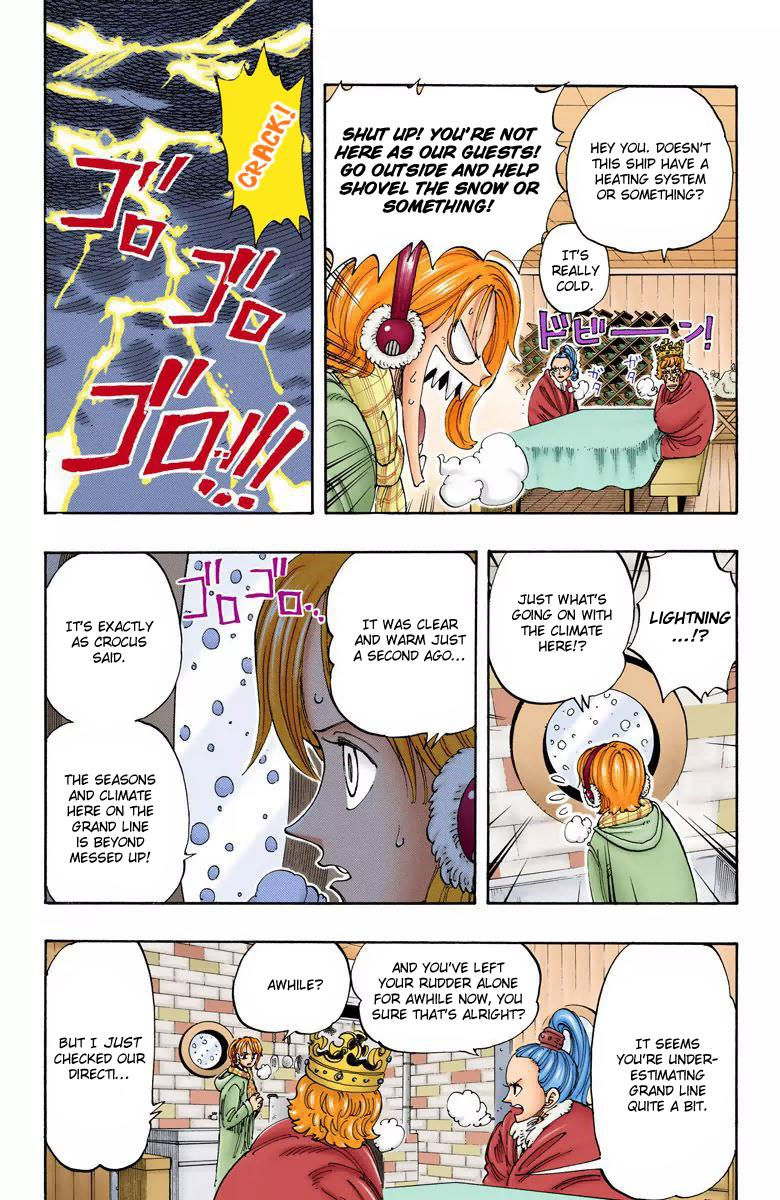 HEY YOU. DOESN'T
THIS SHIP HAVE A
HEATING SYSTEM
OR SOMETHING?
IT'S
REALLY
COLD.
ドビーーン!
ガロ
ガロ
SHUT UP! YOU'RE NOT
HERE AS OUR GUESTS!
GO OUTSIDE AND HELP
SHOVEL THE SNOW OR
SOMETHING!
CRACK!
ゴロ
ゴロ
ゴロ!!!
LIGHTNING
...!?
JUST WHAT'S
GOING ON WITH
THE CLIMATE
HERE!?
IT WAS CLEAR
AND WARM JUST
A SECOND AGO...
ゴロゴロ...
IT'S EXACTLY
AS CROCUS
SAID.
THE SEASONS
AND CLIMATE
HERE ON THE
GRAND LINE
IS BEYOND
MESSED UP!
IT SEEMS
YOU'RE UNDER-
ESTIMATING
GRAND LINE
QUITE A BIT.
AND YOU'VE LEFT
YOUR RUDDER ALONE
FOR AWHILE NOW, YOU
SURE THAT'S ALRIGHT?
AWHILE?
BUT I JUST
CHECKED OUR
DIRECTI...